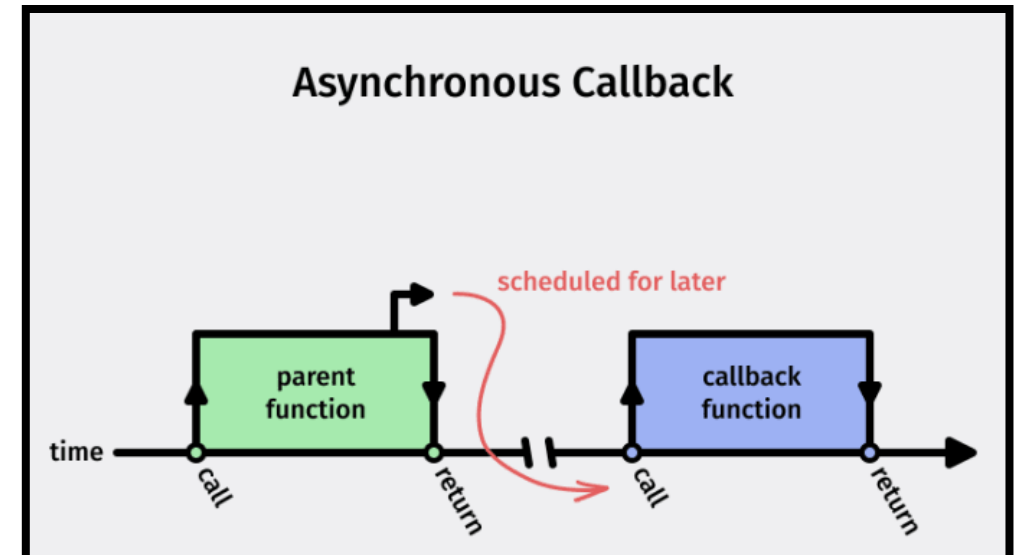 Asynchronous Callback
scheduled for later
parent
function
callback
function
time
call
return
call
return